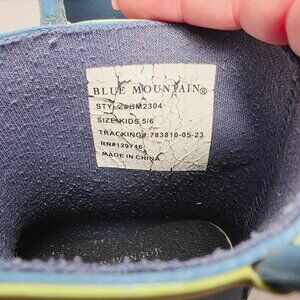 BLUE MOUNTAIN®
STYLE#BM2304
SIZE:KIDS 5/6
TRACKING#:783810-05-23
RN#129746
MADE IN CHINA